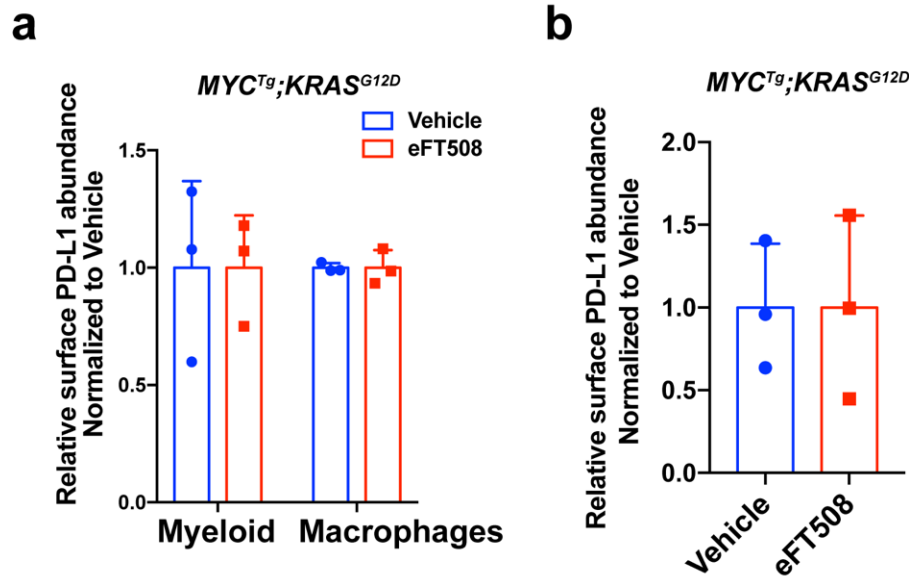 a
MYCTg;KRASG12D
Vehicle
eFT508
Relative surface PD-L1 abundance
Normalized to Vehicle
1.5
1.0
0.5
0.0
Myeloid Macrophages
b
MYCTg;KRASG12D
Relative surface PD-L1 abundance
Normalized to Vehicle
2.0
1.5
1.0
0.5
0.0
Vehicle
eFT508